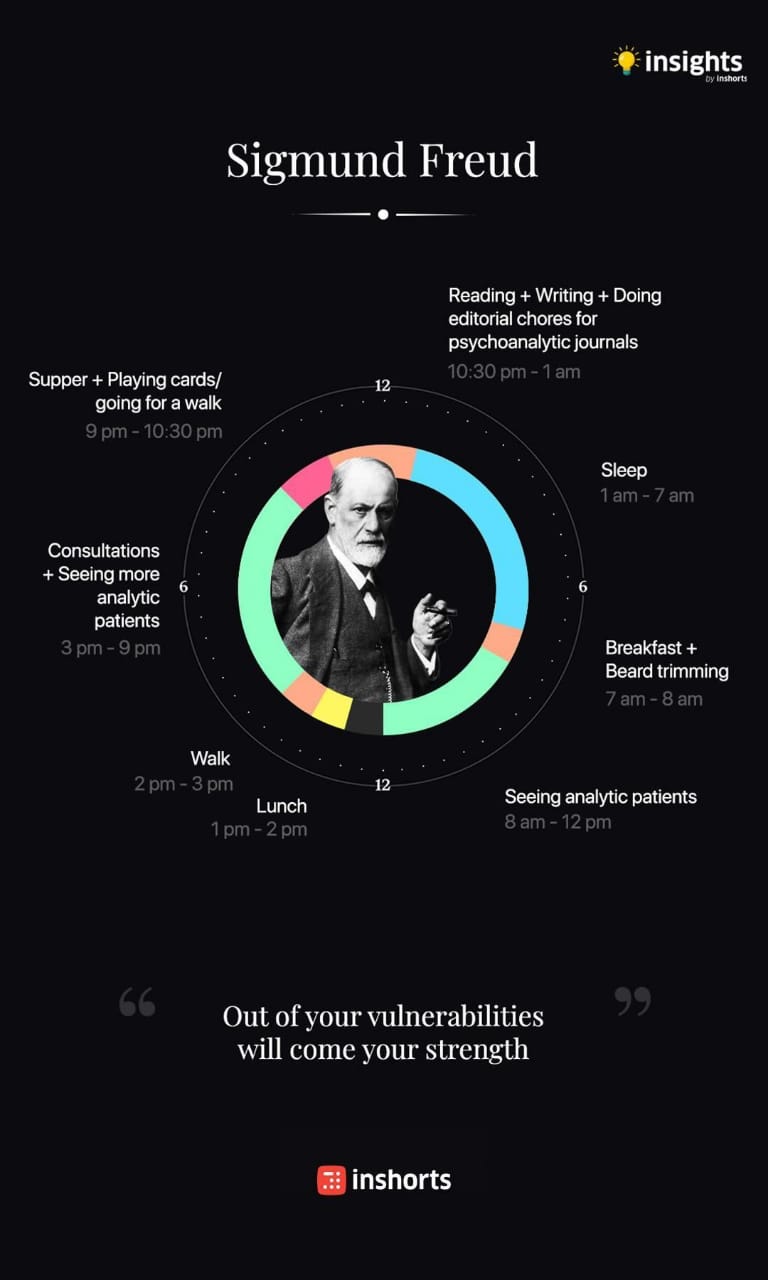 insights
by inshorts
Sigmund Freud
Reading + Writing + Doing
editorial chores for
psychoanalytic journals
10:30 pm - 1 am
Supper + Playing cards/
going for a walk
9 pm - 10:30 pm
12
Sleep
1 am - 7 am
Consultations
+ Seeing more
analytic
patients
3 pm - 9 pm
6
6
Breakfast +
Beard trimming
7 am - 8 am
Walk
2 pm - 3 pm
12
Lunch
1 pm - 2 pm
Seeing analytic patients
8 am - 12 pm
“ ”
Out of your vulnerabilities
will come your strength
inshorts